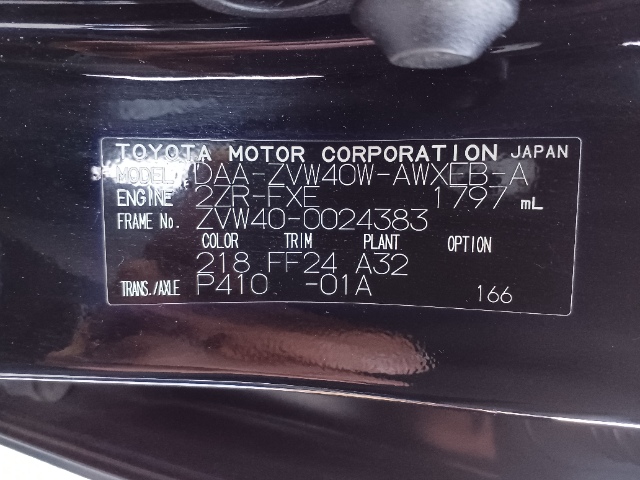 TOYOTA MOTOR CORPORATION JAPAN
MODEL DAA-ZVW40W-AWXEB-A
ENGINE 2ZR-FXE 1797 mL
FRAME No. ZVW40-0024383
COLOR TRIM PLANT OPTION
218 FF24 A32
TRANS./AXLE P410 -01A 166